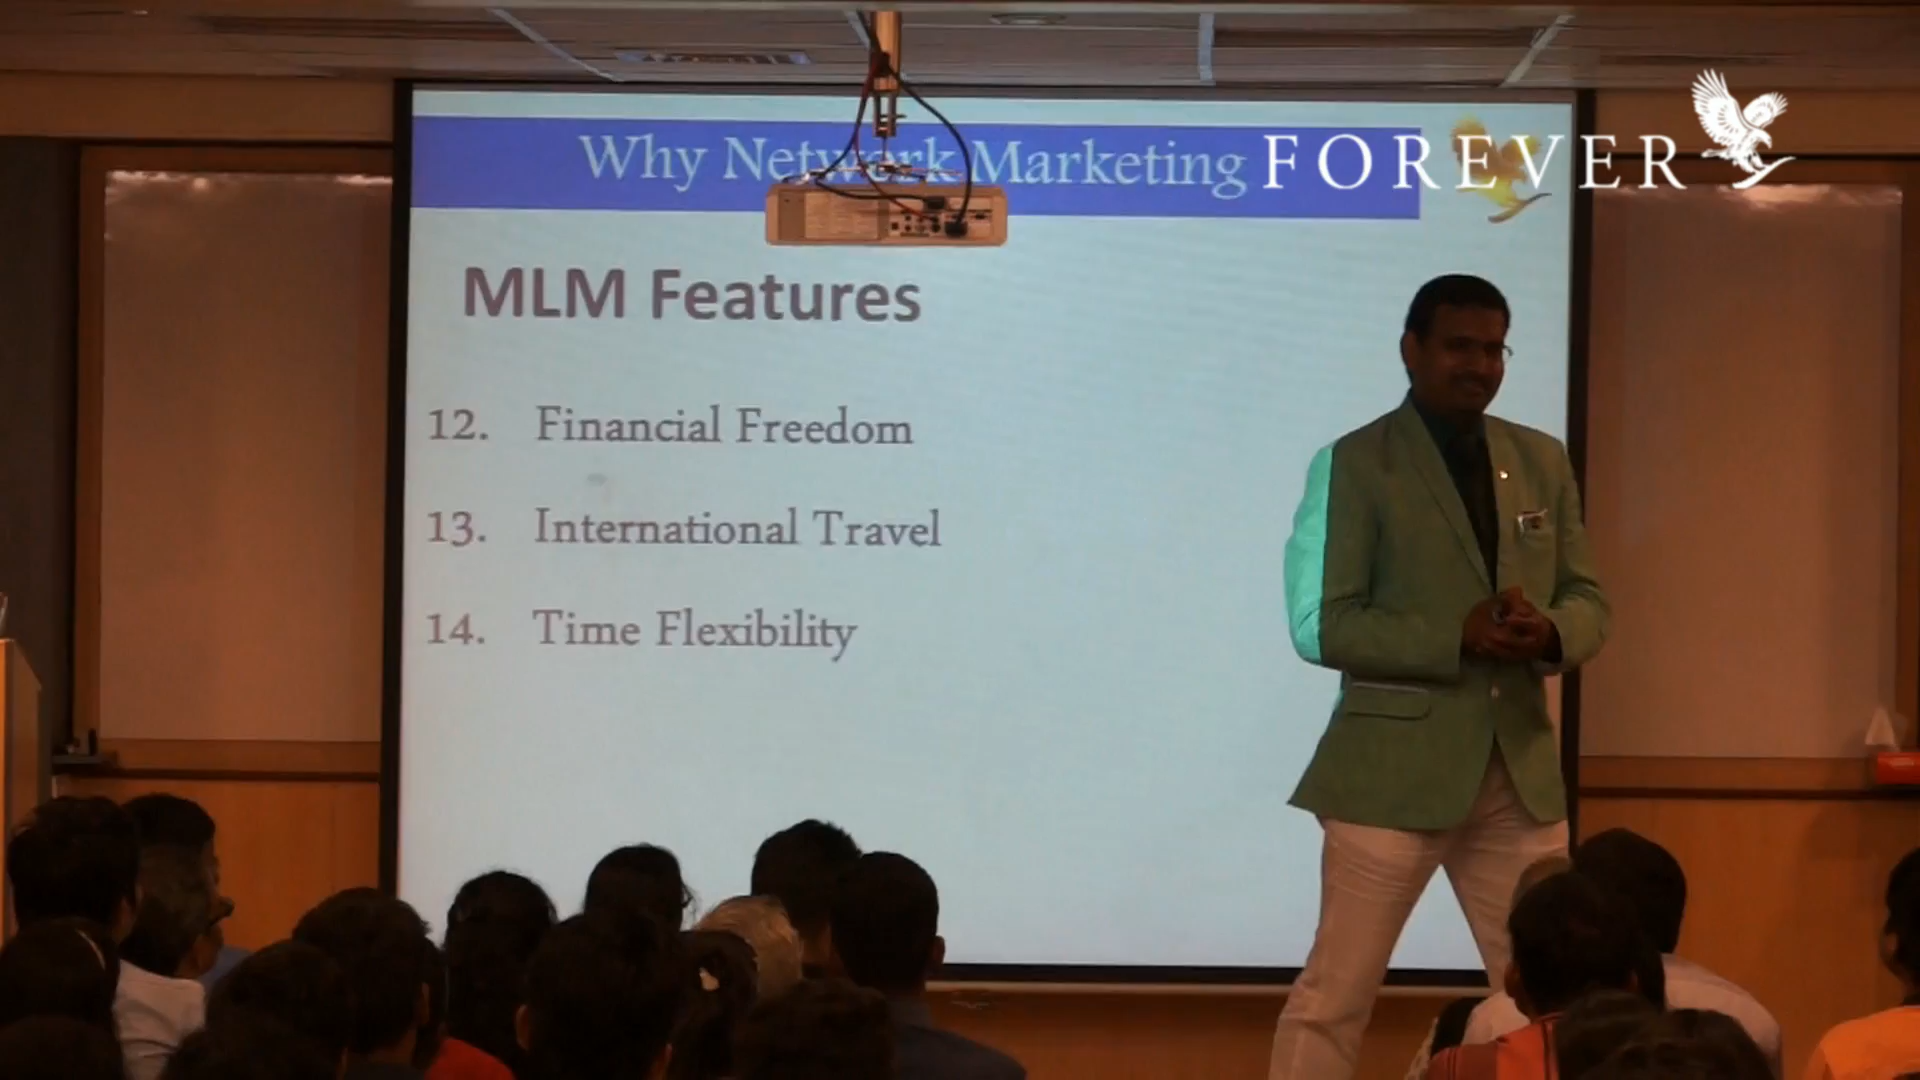 Why Network Marketing
FOREVER
MLM Features
12. Financial Freedom
13. International Travel
14. Time Flexibility